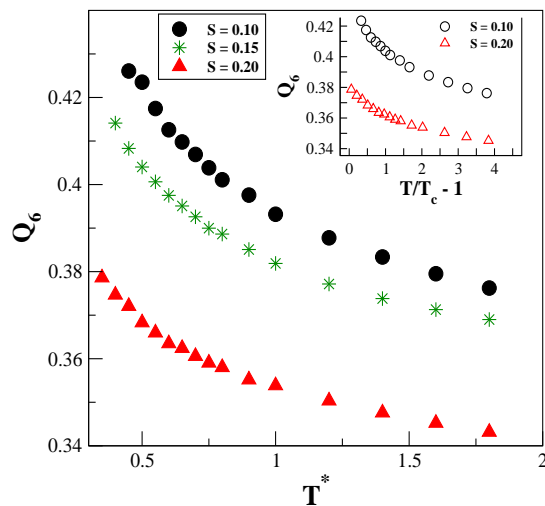 S = 0.10
S = 0.15
S = 0.20
0.42
0.4
0.38
0.36
0.34
Q6
0.5
1
1.5
2
T*
S = 0.10
S = 0.20
0.42
0.4
0.38
0.36
0.34
Q6
0
1
2
3
4
T/Tc - 1